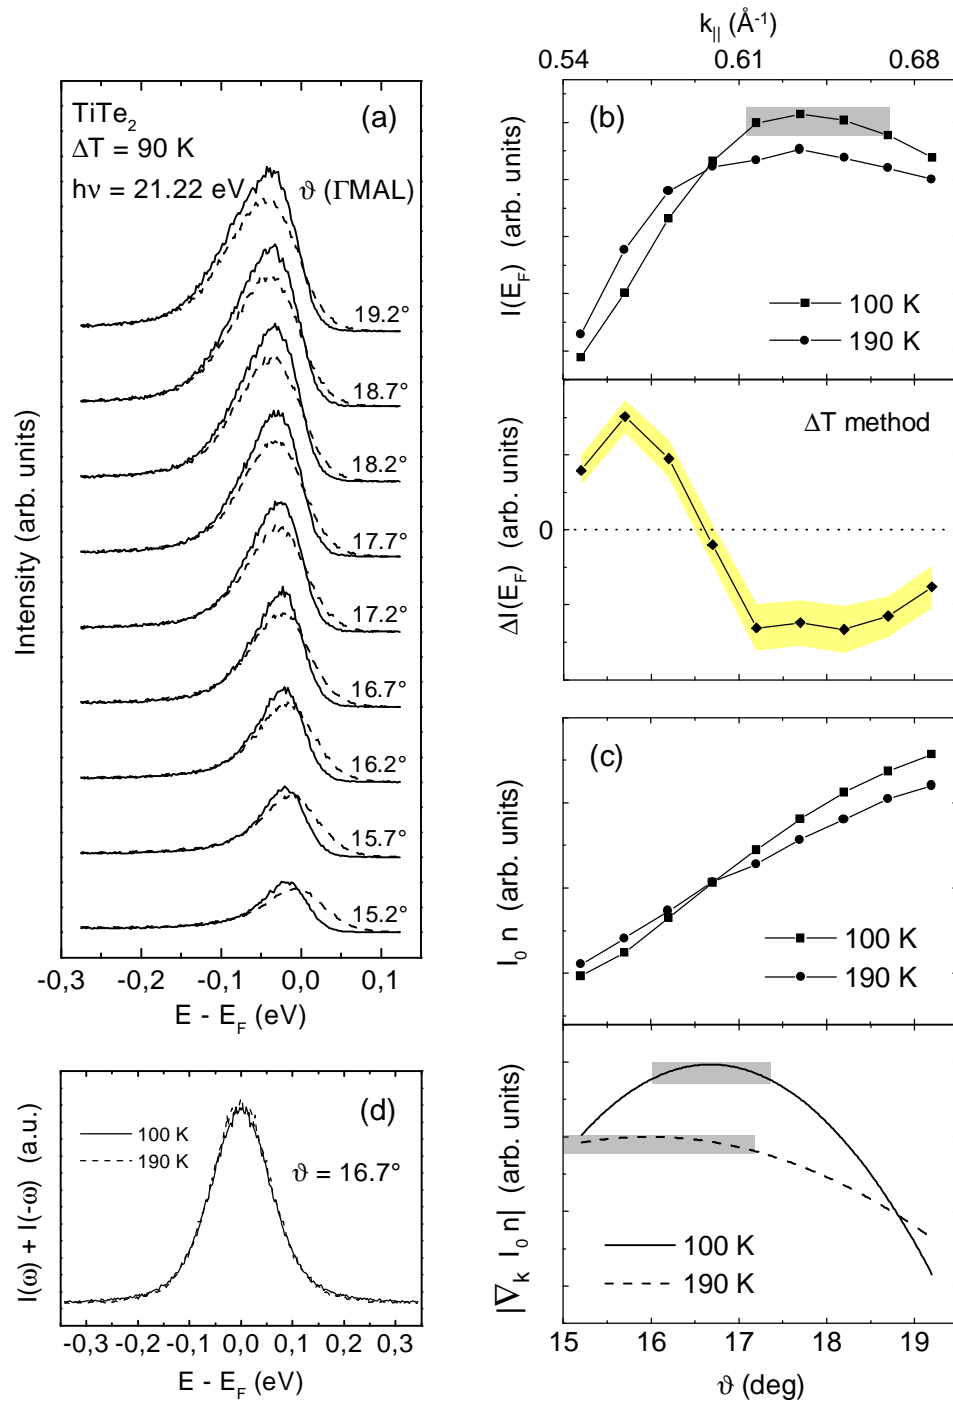 (a)
TiTe2
ΔT = 90 K
hν = 21.22 eV
ϑ (ΓMAL)
19.2°
18.7°
18.2°
17.7°
17.2°
16.7°
16.2°
15.7°
15.2°
Intensity (arb. units)
-0,3 -0,2 -0,1 0,0 0,1
E - EF (eV)
(d)
100 K
190 K
ϑ = 16.7°
I(ω) + I(-ω) (a.u.)
-0,3 -0,2 -0,1 0,0 0,1 0,2 0,3
E - EF (eV)
k|| (Å-1)
0.54 0.61 0.68
(b)
I(EF) (arb. units)
100 K
190 K
ΔT method
0
ΔI(EF) (arb. units)
(c)
I0 n (arb. units)
100 K
190 K
|∇k I0 n| (arb. units)
100 K
190 K
15 16 17 18 19
ϑ (deg)